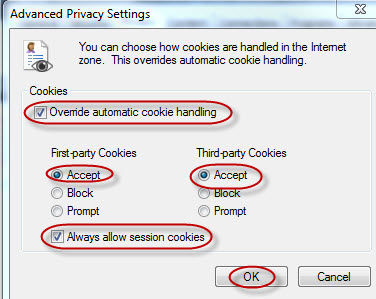 Advanced Privacy Settings
You can choose how cookies are handled in the Internet
zone. This overrides automatic cookie handling.
Cookies
Override automatic cookie handling
First-party Cookies
Third-party Cookies
Accept
Accept
Block
Block
Prompt
Prompt
Always allow session cookies
OK
Cancel